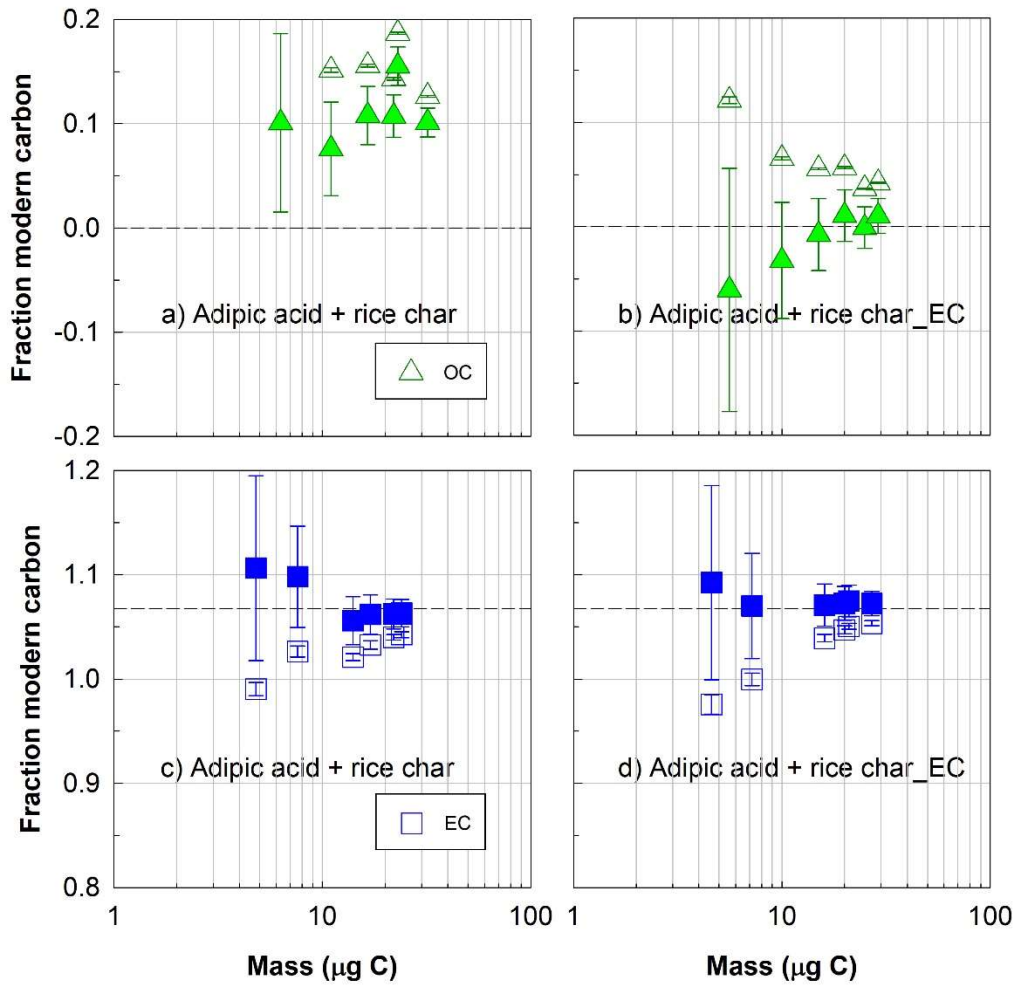 0.2
0.1
0.0
-0.1
-0.2
Fraction modern carbon
a) Adipic acid + rice char
OC
b) Adipic acid + rice char_EC
1.2
1.1
1.0
0.9
0.8
Fraction modern carbon
c) Adipic acid + rice char
EC
d) Adipic acid + rice char_EC
1 10 100
1 10 100
Mass (μg C)
Mass (μg C)